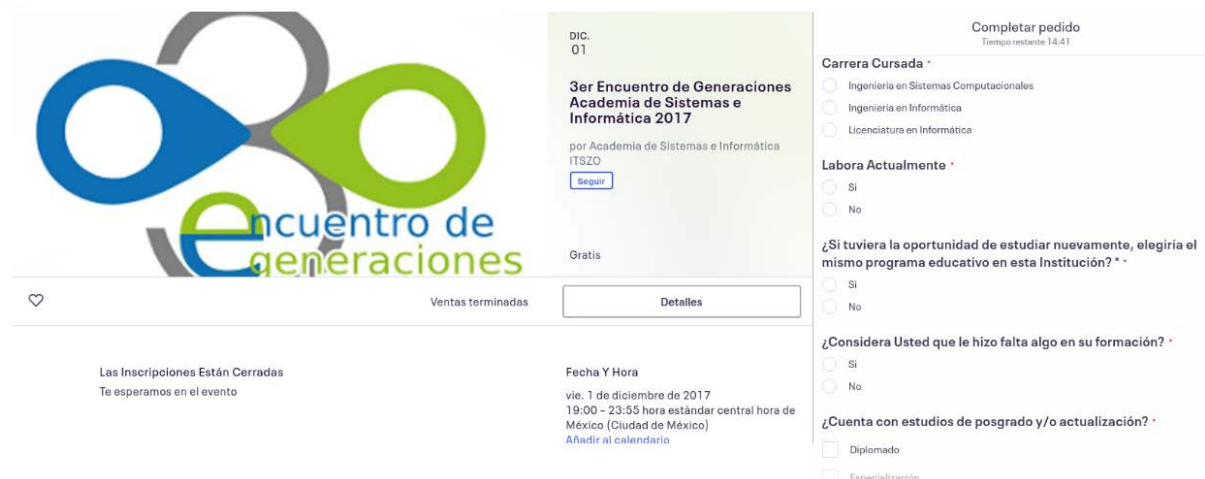 encuentro de
generaciones
DIC.
01
3er Encuentro de Generaciones
Academia de Sistemas e
Informática 2017
por Academia de Sistemas e Informática
ITSZO
Seguir
Gratis
Ventas terminadas
Detalles
Las Inscripciones Están Cerradas
Te esperamos en el evento
Fecha Y Hora
vie. 1 de diciembre de 2017
19:00 – 23:55 hora estándar central hora de
México (Ciudad de México)
Añadir al calendario
Completar pedido
Tiempo restante 14:41
Carrera Cursada *
Ingeniería en Sistemas Computacionales
Ingeniería en Informática
Licenciatura en Informática
Labora Actualmente *
Si
No
¿Si tuviera la oportunidad de estudiar nuevamente, elegiría el
mismo programa educativo en esta Institución? * *
Si
No
¿Considera Usted que le hizo falta algo en su formación? *
Si
No
¿Cuenta con estudios de posgrado y/o actualización? *
Diplomado
Especialización